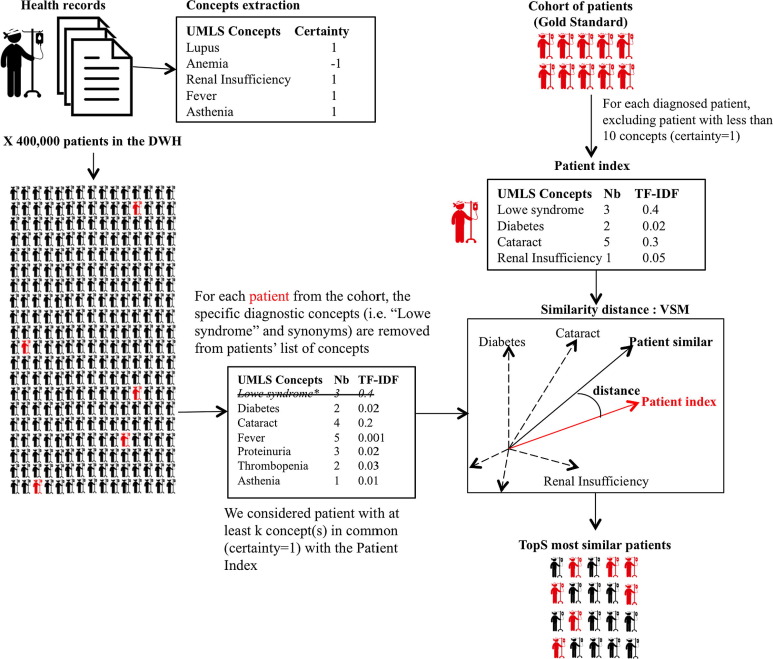 Health records
Concepts extraction
UMLS Concepts Certainty
Lupus 1
Anemia -1
Renal Insufficiency 1
Fever 1
Asthenia 1
X 400,000 patients in the DWH
Cohort of patients
(Gold Standard)
For each diagnosed patient,
excluding patient with less than
10 concepts (certainty=1)
Patient index
UMLS Concepts Nb TF-IDF
Lowe syndrome 3 0.4
Diabetes 2 0.02
Cataract 5 0.3
Renal Insufficiency 1 0.05
For each patient from the cohort, the
specific diagnostic concepts (i.e. “Lowe
syndrome” and synonyms) are removed
from patients’ list of concepts
UMLS Concepts Nb TF-IDF
Lowe syndrome* 3 0.4
Diabetes 2 0.02
Cataract 4 0.2
Fever 5 0.001
Proteinuria 3 0.02
Thrombopenia 2 0.03
Asthenia 1 0.01
We considered patient with at
least k concept(s) in common
(certainty=1) with the Patient
Index
Similarity distance : VSM
Diabetes
Cataract
Patient similar
distance
Patient index
Renal Insufficiency
TopS most similar patients